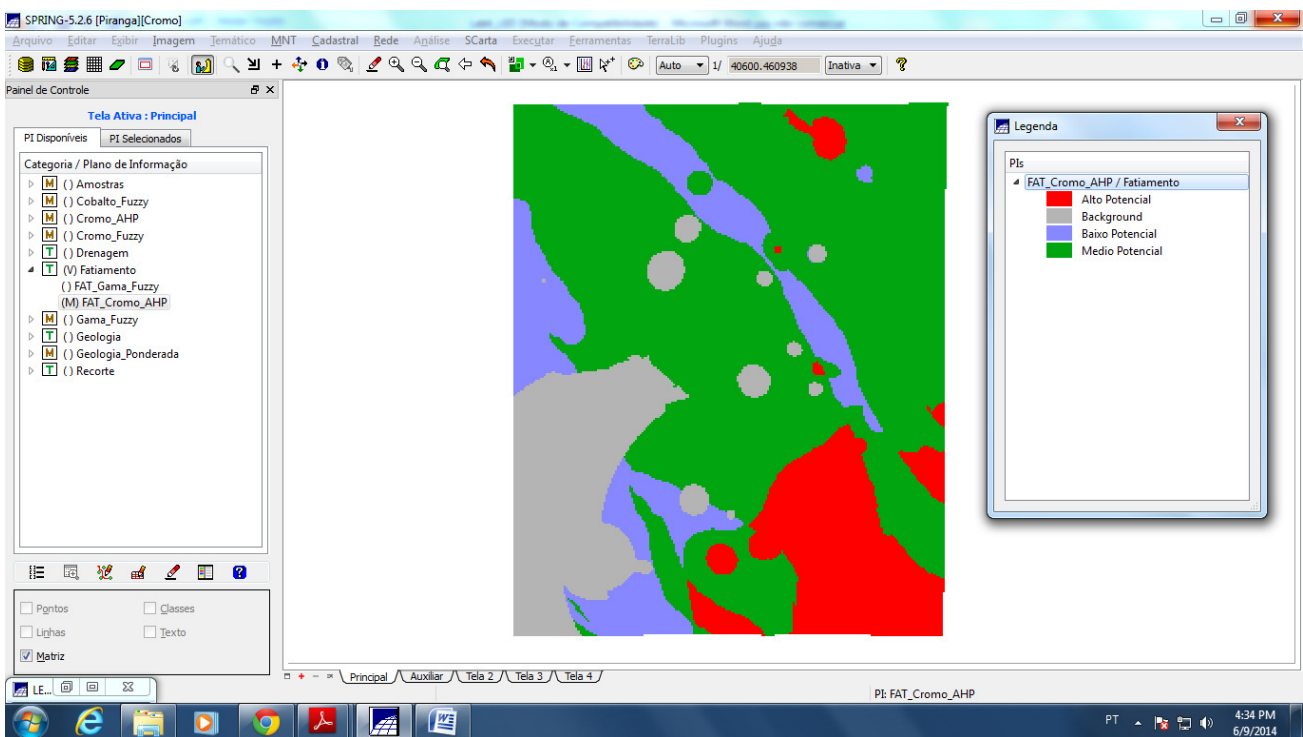 SPRING-5.2.6 [Piranga][Cromo]
Arquivo Editar Exibir Imagem Temático MNT Cadastral Rede Análise SCarta Executar Ferramentas TerraLib Plugins Ajuda
Auto 1/ 40600.460938 Inativa
Painel de Controle
Tela Ativa : Principal
PI Disponíveis PI Selecionados
Categoria / Plano de Informação
M () Amostras
M () Cobalto_Fuzzy
M () Cromo_AHP
M () Cromo_Fuzzy
T () Drenagem
T (V) Fatiamento
() FAT_Gama_Fuzzy
(M) FAT_Cromo_AHP
M () Gama_Fuzzy
T () Geologia
M () Geologia_Ponderada
T () Recorte
Pontos Classes
Linhas Texto
Matriz
Legenda
PIs
FAT_Cromo_AHP / Fatiamento
Alto Potencial
Background
Baixo Potencial
Medio Potencial
Principal Auxiliar Tela 2 Tela 3 Tela 4
LE...
PI: FAT_Cromo_AHP
PT
4:34 PM
6/9/2014